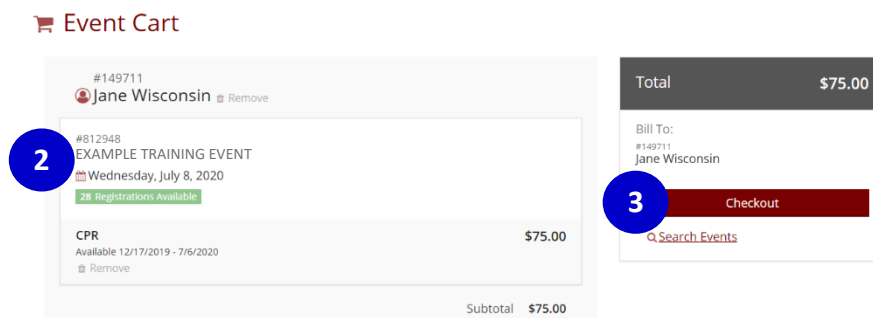 Event Cart
#149711
Jane Wisconsin Remove
2
#812948
EXAMPLE TRAINING EVENT
Wednesday, July 8, 2020
28 Registrations Available
CPR $75.00
Available 12/17/2019 - 7/6/2020
Remove
Subtotal $75.00
Total $75.00
Bill To:
#149711
Jane Wisconsin
3
Checkout
Search Events